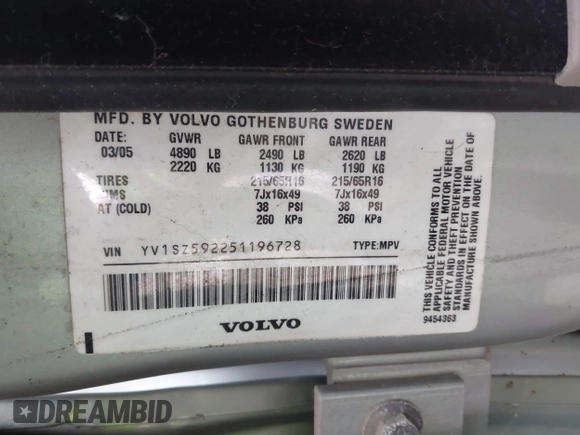 MFD. BY VOLVO GOTHENBURG SWEDEN
DATE: GVWR GAWR FRONT GAWR REAR
03/05 4890 LB 2490 LB 2620 LB
2220 KG 1130 KG 1190 KG
TIRES 215/65R16 215/65R16
RIMS 7Jx16x49 7Jx16x49
AT (COLD) 38 PSI 38 PSI
260 KPa 260 KPa
VIN YV1SZ592251196728 TYPE:MPV
VOLVO
THIS VEHICLE CONFORMS TO ALL
APPLICABLE FEDERAL MOTOR VEHICLE
SAFETY AND THEFT PREVENTION
STANDARDS IN EFFECT ON THE DATE OF
MANUFACTURE SHOWN ABOVE.
9454363
DREAMBID